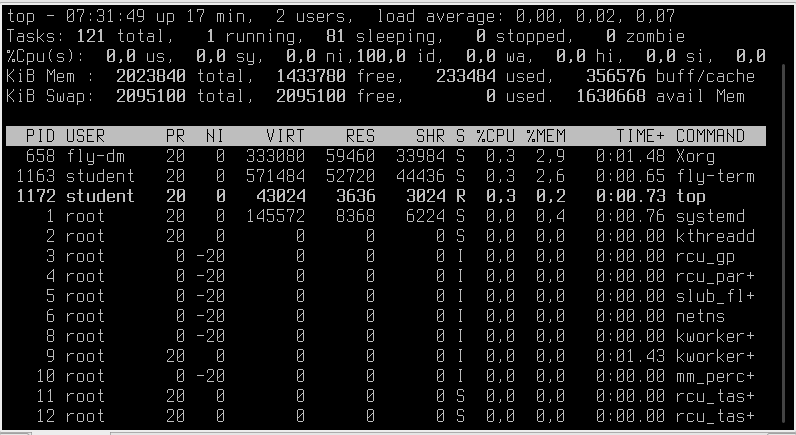 top - 07:31:49 up 17 min,  2 users,  load average: 0,00, 0,02, 0,07
Tasks: 121 total,   1 running,  81 sleeping,   0 stopped,   0 zombie
%Cpu(s):  0,0 us,  0,0 sy,  0,0 ni,100,0 id,  0,0 wa,  0,0 hi,  0,0 si,  0,0
KiB Mem :  2023840 total,  1433780 free,   233484 used,   356576 buff/cache
KiB Swap:  2095100 total,  2095100 free,        0 used.  1630668 avail Mem
PID USER      PR  NI    VIRT    RES    SHR S %CPU %MEM     TIME+ COMMAND
658 fly-dm    20   0  333080  59460  33984 S  0,3  2,9   0:01.48 Xorg
1163 student   20   0  571484  52720  44436 S  0,3  2,6   0:00.65 fly-term
1172 student   20   0   43024   3636   3024 R  0,3  0,2   0:00.73 top
1 root      20   0  145572   8368   6224 S  0,0  0,4   0:00.76 systemd
2 root      20   0       0      0      0 S  0,0  0,0   0:00.00 kthreadd
3 root       0 -20       0      0      0 I  0,0  0,0   0:00.00 rcu_gp
4 root       0 -20       0      0      0 I  0,0  0,0   0:00.00 rcu_par+
5 root       0 -20       0      0      0 I  0,0  0,0   0:00.00 slub_fl+
6 root       0 -20       0      0      0 I  0,0  0,0   0:00.00 netns
8 root       0 -20       0      0      0 I  0,0  0,0   0:00.00 kworker+
9 root      20   0       0      0      0 I  0,0  0,0   0:01.43 kworker+
10 root       0 -20       0      0      0 I  0,0  0,0   0:00.00 mm_perc+
11 root      20   0       0      0      0 S  0,0  0,0   0:00.00 rcu_tas+
12 root      20   0       0      0      0 S  0,0  0,0   0:00.00 rcu_tas+